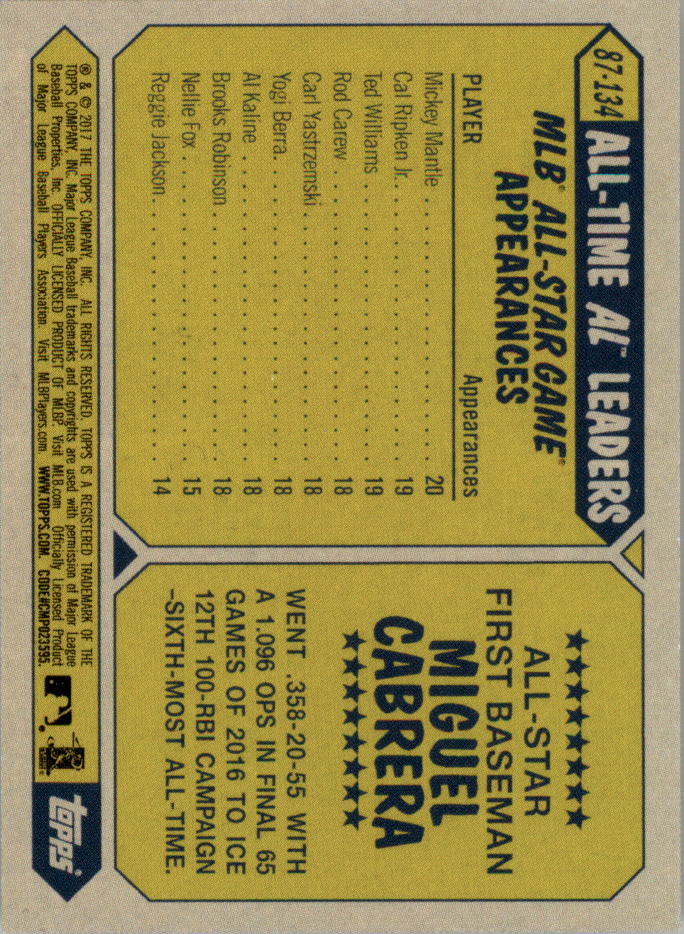 87-134
ALL-TIME AL™ LEADERS
MLB® ALL-STAR GAME®
APPEARANCES
PLAYER Appearances
Mickey Mantle 20
Cal Ripken Jr. 19
Ted Williams 19
Rod Carew 18
Carl Yastrzemski 18
Yogi Berra 18
Al Kaline 18
Brooks Robinson 18
Nellie Fox 15
Reggie Jackson 14
ALL-STAR
FIRST BASEMAN
MIGUEL
CABRERA
WENT .358-20-55 WITH
A 1.096 OPS IN FINAL 65
GAMES OF 2016 TO ICE
12TH 100-RBI CAMPAIGN
–SIXTH-MOST ALL-TIME.
® & © 2017 THE TOPPS COMPANY, INC. ALL RIGHTS RESERVED. TOPPS IS A REGISTERED TRADEMARK OF THE
TOPPS COMPANY, INC. Major League Baseball trademarks and copyrights are used with permission of Major League
Baseball Properties, Inc. OFFICIALLY LICENSED PRODUCT OF MLBP. Visit MLB.com Officially Licensed Product
of Major League Baseball Players Association. Visit MLBPlayers.com. WWW.TOPPS.COM. CODE#CMP023595.
topps®